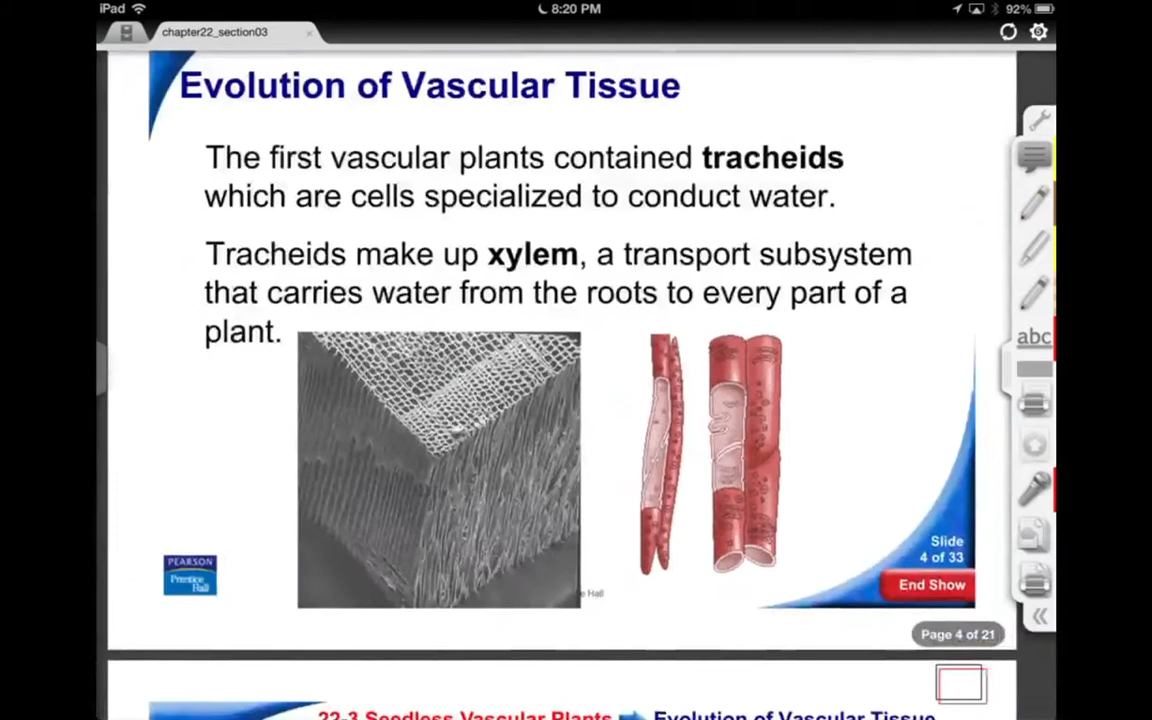 iPad 8:20 PM 92%
chapter22_section03 ×
Evolution of Vascular Tissue
The first vascular plants contained tracheids
which are cells specialized to conduct water.
Tracheids make up xylem, a transport subsystem
that carries water from the roots to every part of a
plant.
abc
PEARSON
Prentice
Hall
e Hall
Slide
4 of 33
End Show
Page 4 of 21
22-3 Seedless Vascular Plants Evolution of Vascular Tissue